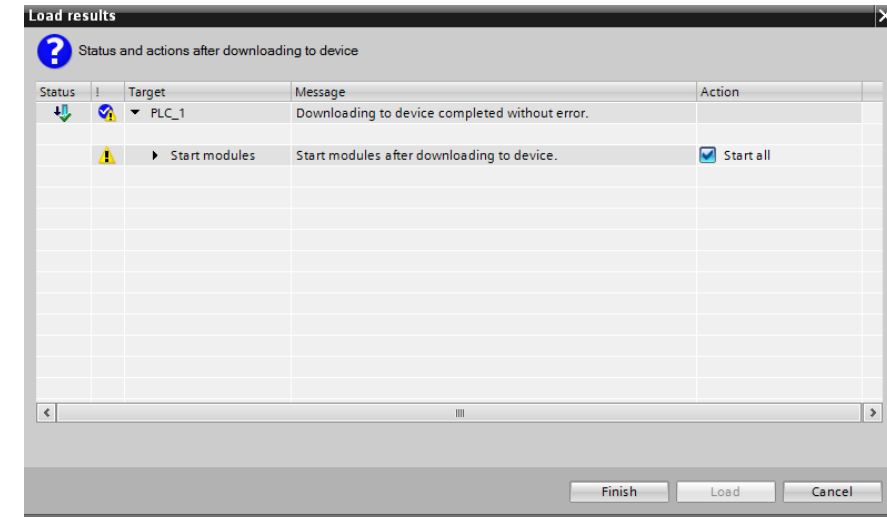 Load results
Status and actions after downloading to device
Status ! Target Message Action
PLC_1 Downloading to device completed without error.
Start modules Start modules after downloading to device. Start all
Finish Load Cancel